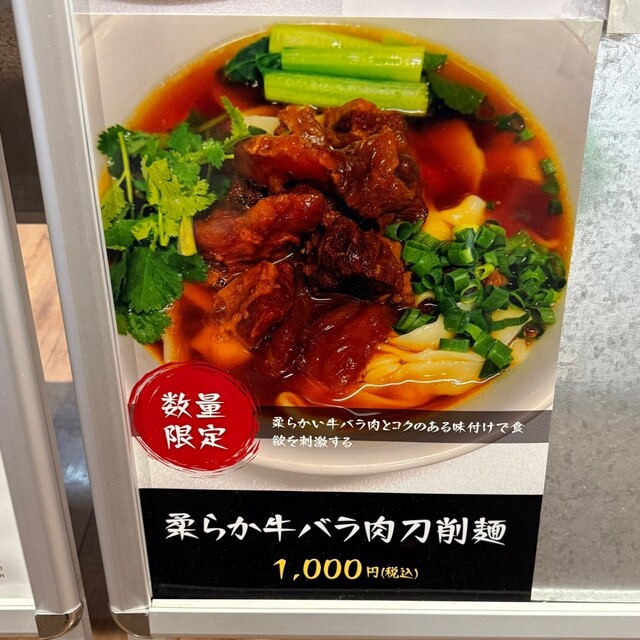 数量
限定
柔らかい牛バラ肉とコクのある味付けで食
欲を刺激する
柔らか牛バラ肉刀削麺
1,000円(税込)